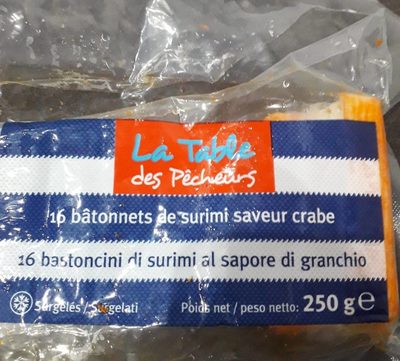 La Table
des Pêcheurs
16 bâtonnets de surimi saveur crabe
16 bastoncini di surimi al sapore di granchio
Surgelés / Surgelati Poids net / peso netto: 250 g e